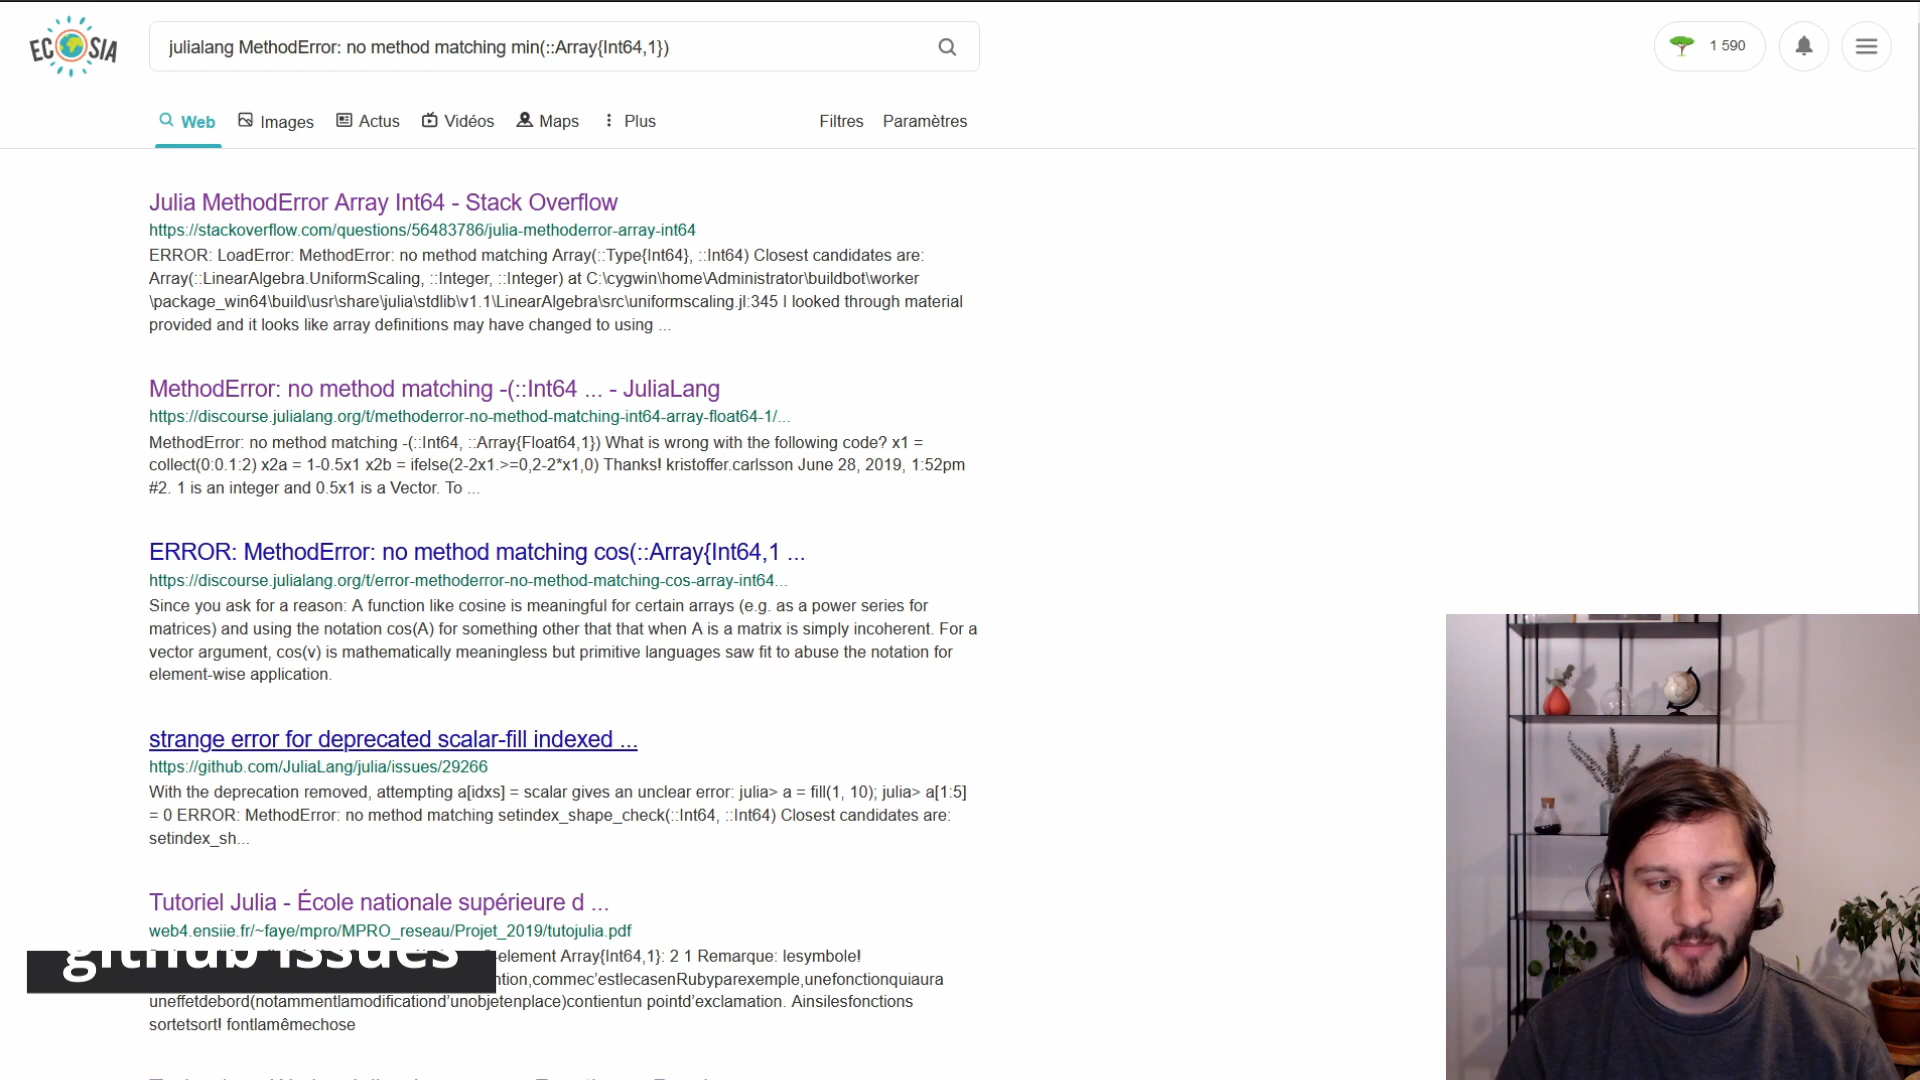 ECOSIA
julialang MethodError: no method matching min(::Array{Int64,1})
1 590
Web Images Actus Vidéos Maps Plus Filtres Paramètres
Julia MethodError Array Int64 - Stack Overflow
https://stackoverflow.com/questions/56483786/julia-methoderror-array-int64
ERROR: LoadError: MethodError: no method matching Array(::Type{Int64}, ::Int64) Closest candidates are:
Array(::LinearAlgebra.UniformScaling, ::Integer, ::Integer) at C:\cygwin\home\Administrator\buildbot\worker
\package_win64\build\usr\share\julia\stdlib\v1.1\LinearAlgebra\src\uniformscaling.jl:345 I looked through material
provided and it looks like array definitions may have changed to using ...
MethodError: no method matching -(::Int64 ... - JuliaLang
https://discourse.julialang.org/t/methoderror-no-method-matching-int64-array-float64-1/...
MethodError: no method matching -(::Int64, ::Array{Float64,1}) What is wrong with the following code? x1 =
collect(0:0.1:2) x2a = 1-0.5x1 x2b = ifelse(2-2x1.>=0,2-2*x1,0) Thanks! kristoffer.carlsson June 28, 2019, 1:52pm
#2. 1 is an integer and 0.5x1 is a Vector. To ...
ERROR: MethodError: no method matching cos(::Array{Int64,1 ...
https://discourse.julialang.org/t/error-methoderror-no-method-matching-cos-array-int64...
Since you ask for a reason: A function like cosine is meaningful for certain arrays (e.g. as a power series for
matrices) and using the notation cos(A) for something other that that when A is a matrix is simply incoherent. For a
vector argument, cos(v) is mathematically meaningless but primitive languages saw fit to abuse the notation for
element-wise application.
strange error for deprecated scalar-fill indexed ...
https://github.com/JuliaLang/julia/issues/29266
With the deprecation removed, attempting a[idxs] = scalar gives an unclear error: julia> a = fill(1, 10); julia> a[1:5]
= 0 ERROR: MethodError: no method matching setindex_shape_check(::Int64, ::Int64) Closest candidates are:
setindex_sh...
Tutoriel Julia - École nationale supérieure d ...
web4.ensiie.fr/~faye/mpro/MPRO_reseau/Projet_2019/tutojulia.pdf
github issues
-element Array{Int64,1}: 2 1 Remarque: lesymbole!
ntion,commec'estlecasenRubyparexemple,unefonctionquiaura
uneffetdebord(notammentlamodificationd'unobjetenplace)contientun pointd'exclamation. Ainsilesfonctions
sortetsort! fontlamêmechose